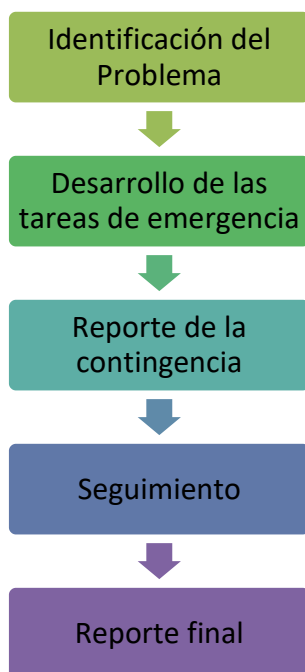 Identificación del
Problema
Desarrollo de las
tareas de emergencia
Reporte de la
contingencia
Seguimiento
Reporte final